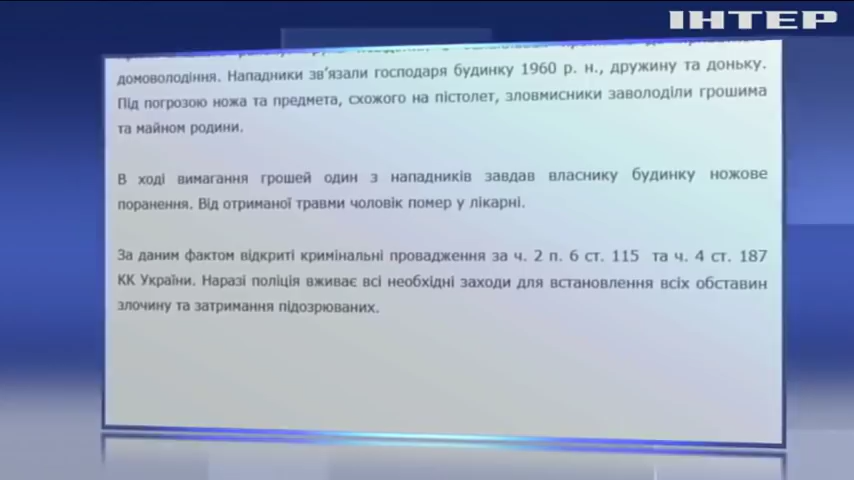 ІНТЕР
домоволодіння. Нападники зв’язали господаря будинку 1960 р. н., дружину та доньку.
Під погрозою ножа та предмета, схожого на пістолет, зловмисники заволоділи грошима
та майном родини.
В ході вимагання грошей один з нападників завдав власнику будинку ножове
поранення. Від отриманої травми чоловік помер у лікарні.
За даним фактом відкриті кримінальні провадження за ч. 2 п. 6 ст. 115 та ч. 4 ст. 187
КК України. Наразі поліція вживає всі необхідні заходи для встановлення всіх обставин
злочину та затримання підозрюваних.